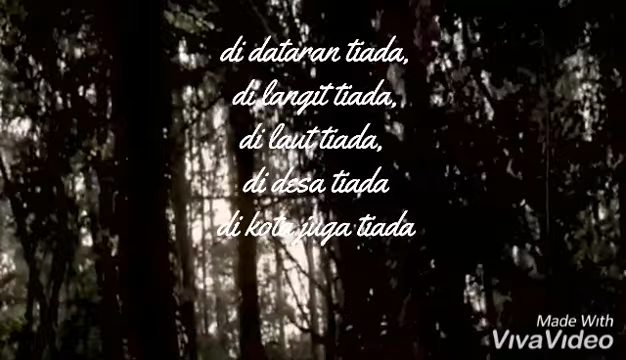 di dataran tiada,
di langit tiada,
di laut tiada,
di desa tiada
di kota juga tiada
Made With
VivaVideo